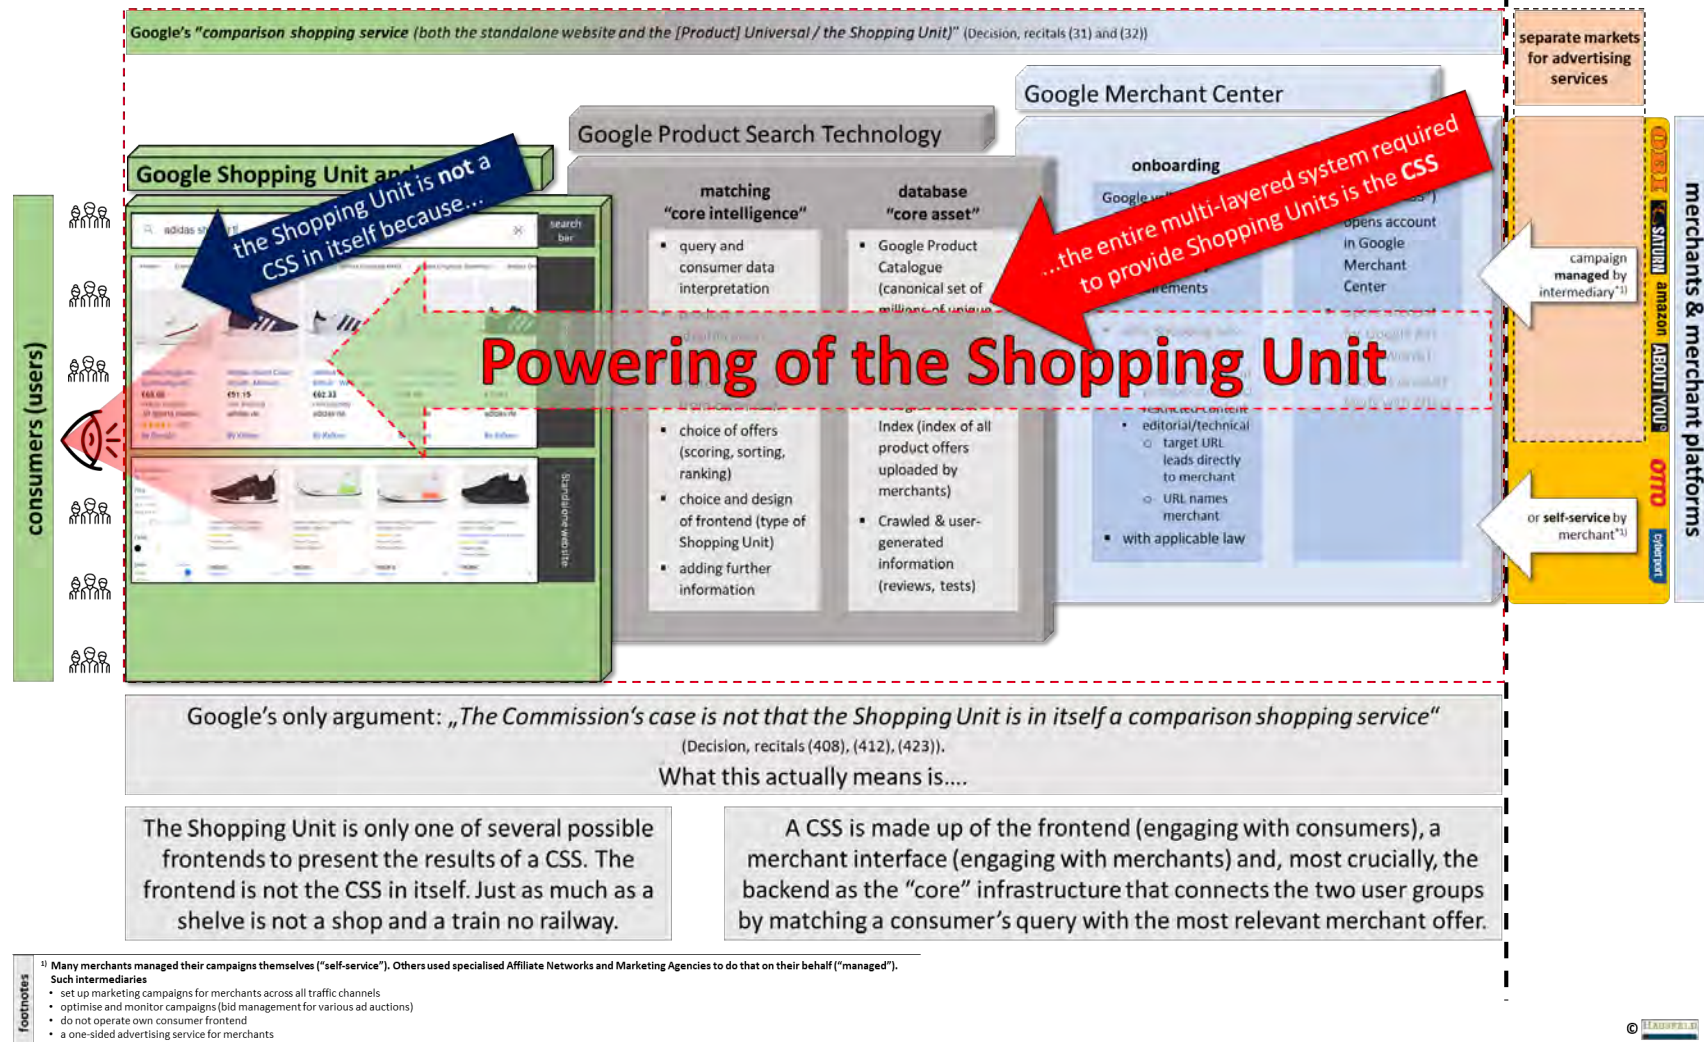 Google's "comparison shopping service (both the standalone website and the [Product] Universal / the Shopping Unit)" (Decision, recitals (31) and (32))
separate markets
for advertising
services
Google Merchant Center
Google Product Search Technology
Google Shopping Unit and
the Shopping Unit is not a
CSS in itself because...
...the entire multi-layered system required
to provide Shopping Units is the CSS
consumers (users)
adidas
search
bar
€51.15
€62.33
Standalone website
matching
"core intelligence"
▪ query and
consumer data
interpretation
▪ choice of offers
(scoring, sorting,
ranking)
▪ choice and design
of frontend (type of
Shopping Unit)
▪ adding further
information
database
"core asset"
▪ Google Product
Catalogue
(canonical set of
millions of unique
Index (index of all
product offers
uploaded by
merchants)
▪ Crawled & user-
generated
information
(reviews, tests)
onboarding
Google
restricted content
▪ editorial/technical
○ target URL
leads directly
to merchant
○ URL names
merchant
▪ with applicable law
opens account
in Google
Merchant
Center
Powering of the Shopping Unit
campaign
managed by
intermediary*1)
or self-service by
merchant*1)
OBI
SATURN
amazon
ABOUT YOU
OTTO
cyberport
merchants & merchant platforms
Google's only argument: „The Commission's case is not that the Shopping Unit is in itself a comparison shopping service“
(Decision, recitals (408), (412), (423)).
What this actually means is....
The Shopping Unit is only one of several possible
frontends to present the results of a CSS. The
frontend is not the CSS in itself. Just as much as a
shelve is not a shop and a train no railway.
A CSS is made up of the frontend (engaging with consumers), a
merchant interface (engaging with merchants) and, most crucially, the
backend as the “core” infrastructure that connects the two user groups
by matching a consumer's query with the most relevant merchant offer.
footnotes
1) Many merchants managed their campaigns themselves ("self-service"). Others used specialised Affiliate Networks and Marketing Agencies to do that on their behalf ("managed").
Such intermediaries
• set up marketing campaigns for merchants across all traffic channels
• optimise and monitor campaigns (bid management for various ad auctions)
• do not operate own consumer frontend
• a one-sided advertising service for merchants
© HAUSFELD